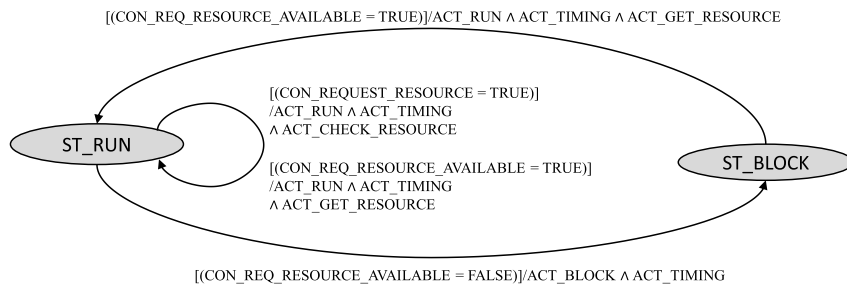 [(CON_REQ_RESOURCE_AVAILABLE = TRUE)]/ACT_RUN ∧ ACT_TIMING ∧ ACT_GET_RESOURCE
[(CON_REQUEST_RESOURCE = TRUE)]
/ACT_RUN ∧ ACT_TIMING
∧ ACT_CHECK_RESOURCE
ST_RUN
[(CON_REQ_RESOURCE_AVAILABLE = TRUE)]
/ACT_RUN ∧ ACT_TIMING
∧ ACT_GET_RESOURCE
ST_BLOCK
[(CON_REQ_RESOURCE_AVAILABLE = FALSE)]/ACT_BLOCK ∧ ACT_TIMING